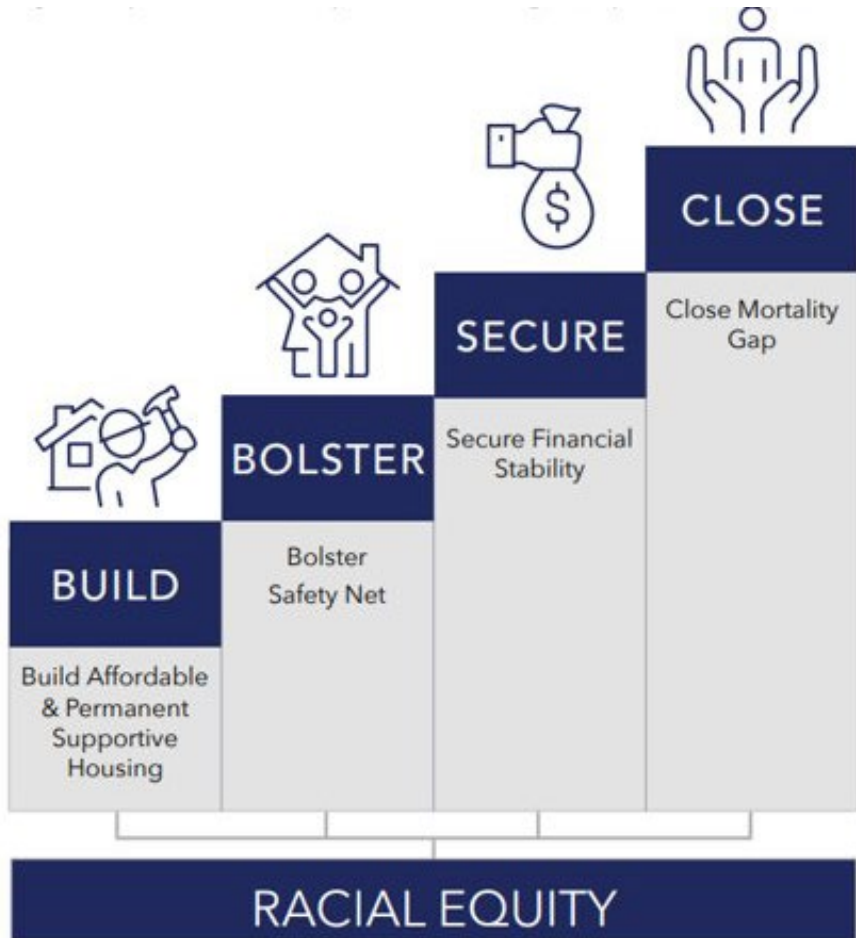 CLOSE
Close Mortality
Gap
$
SECURE
Secure Financial
Stability
BOLSTER
Bolster
Safety Net
BUILD
Build Affordable
& Permanent
Supportive
Housing
RACIAL EQUITY